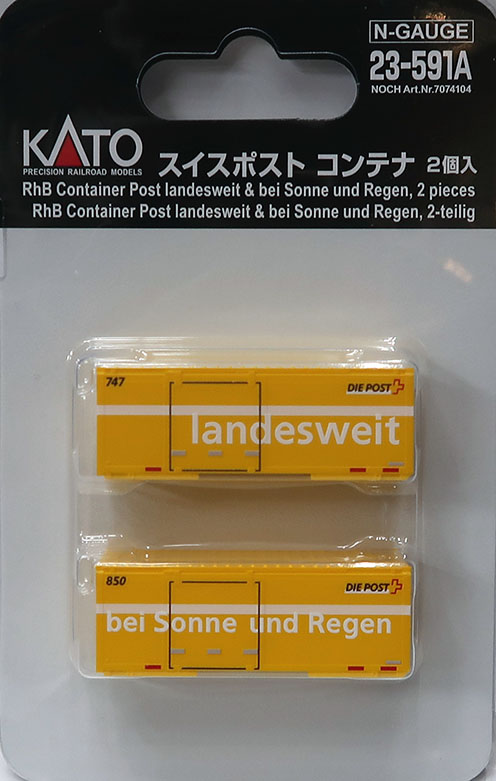 N-GAUGE
23-591A
NOCH Art.Nr.7074104
KATO
PRECISION RAILROAD MODELS
スイスポスト コンテナ 2個入
RhB Container Post landesweit & bei Sonne und Regen, 2 pieces
RhB Container Post landesweit & bei Sonne und Regen, 2-teilig
747
DIE POST
landesweit
850
DIE POST
bei Sonne und Regen